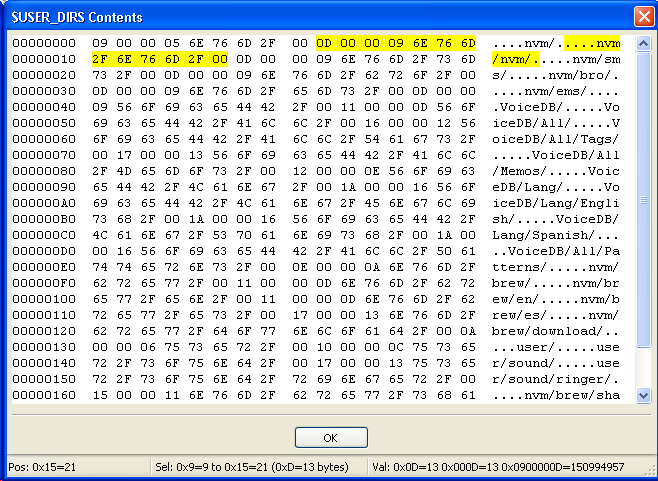 $USER_DIRS Contents
00000000 09 00 00 05 6E 76 6D 2F 00 0D 00 00 09 6E 76 6D ....nvm/.....nvm
00000010 2F 6E 76 6D 2F 00 0D 00 00 09 6E 76 6D 2F 73 6D /nvm/.....nvm/sm
00000020 73 2F 00 0D 00 00 09 6E 76 6D 2F 62 72 6F 2F 00 s/.....nvm/bro/.
00000030 0D 00 00 09 6E 76 6D 2F 65 6D 73 2F 00 0D 00 00 ....nvm/ems/....
00000040 09 56 6F 69 63 65 44 42 2F 00 11 00 00 0D 56 6F .VoiceDB/.....Vo
00000050 69 63 65 44 42 2F 41 6C 6C 2F 00 16 00 00 12 56 iceDB/All/.....V
00000060 6F 69 63 65 44 42 2F 41 6C 6C 2F 54 61 67 73 2F oiceDB/All/Tags/
00000070 00 17 00 00 13 56 6F 69 63 65 44 42 2F 41 6C 6C .....VoiceDB/All
00000080 2F 4D 65 6D 6F 73 2F 00 12 00 00 0E 56 6F 69 63 /Memos/.....Voic
00000090 65 44 42 2F 4C 61 6E 67 2F 00 1A 00 00 16 56 6F eDB/Lang/.....Vo
000000A0 69 63 65 44 42 2F 4C 61 6E 67 2F 45 6E 67 6C 69 iceDB/Lang/Engli
000000B0 73 68 2F 00 1A 00 00 16 56 6F 69 63 65 44 42 2F sh/.....VoiceDB/
000000C0 4C 61 6E 67 2F 53 70 61 6E 69 73 68 2F 00 1A 00 Lang/Spanish/...
000000D0 00 16 56 6F 69 63 65 44 42 2F 41 6C 6C 2F 50 61 ..VoiceDB/All/Pa
000000E0 74 74 65 72 6E 73 2F 00 0E 00 00 0A 6E 76 6D 2F tterns/.....nvm/
000000F0 62 72 65 77 2F 00 11 00 00 0D 6E 76 6D 2F 62 72 brew/.....nvm/br
00000100 65 77 2F 65 6E 2F 00 11 00 00 0D 6E 76 6D 2F 62 ew/en/.....nvm/b
00000110 72 65 77 2F 65 73 2F 00 17 00 00 13 6E 76 6D 2F rew/es/.....nvm/
00000120 62 72 65 77 2F 64 6F 77 6E 6C 6F 61 64 2F 00 0A brew/download/..
00000130 00 00 06 75 73 65 72 2F 00 10 00 00 0C 75 73 65 ...user/.....use
00000140 72 2F 73 6F 75 6E 64 2F 00 17 00 00 13 75 73 65 r/sound/.....use
00000150 72 2F 73 6F 75 6E 64 2F 72 69 6E 67 65 72 2F 00 r/sound/ringer/.
00000160 15 00 00 11 6E 76 6D 2F 62 72 65 77 2F 73 68 61 ....nvm/brew/sha
OK
Pos: 0x15=21 Sel: 0x9=9 to 0x15=21 (0xD=13 bytes) Val: 0x0D=13 0x000D=13 0x0900000D=150994957